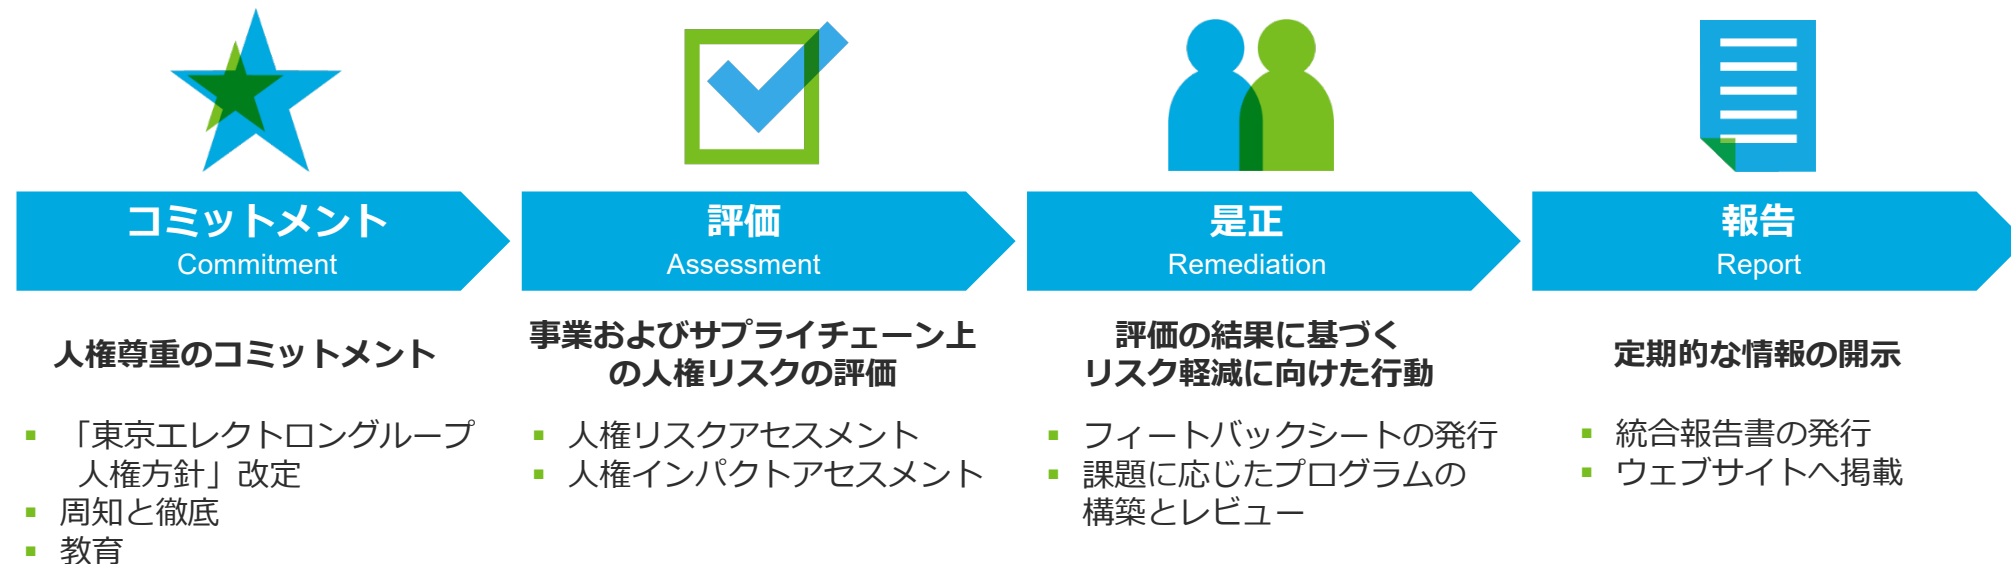 コミットメント
Commitment
人権尊重のコミットメント
▪ 「東京エレクトロングループ
人権方針」改定
▪ 周知と徹底
▪ 教育
評価
Assessment
事業およびサプライチェーン上
の人権リスクの評価
▪ 人権リスクアセスメント
▪ 人権インパクトアセスメント
是正
Remediation
評価の結果に基づく
リスク軽減に向けた行動
▪ フィートバックシートの発行
▪ 課題に応じたプログラムの
構築とレビュー
報告
Report
定期的な情報の開示
▪ 統合報告書の発行
▪ ウェブサイトへ掲載